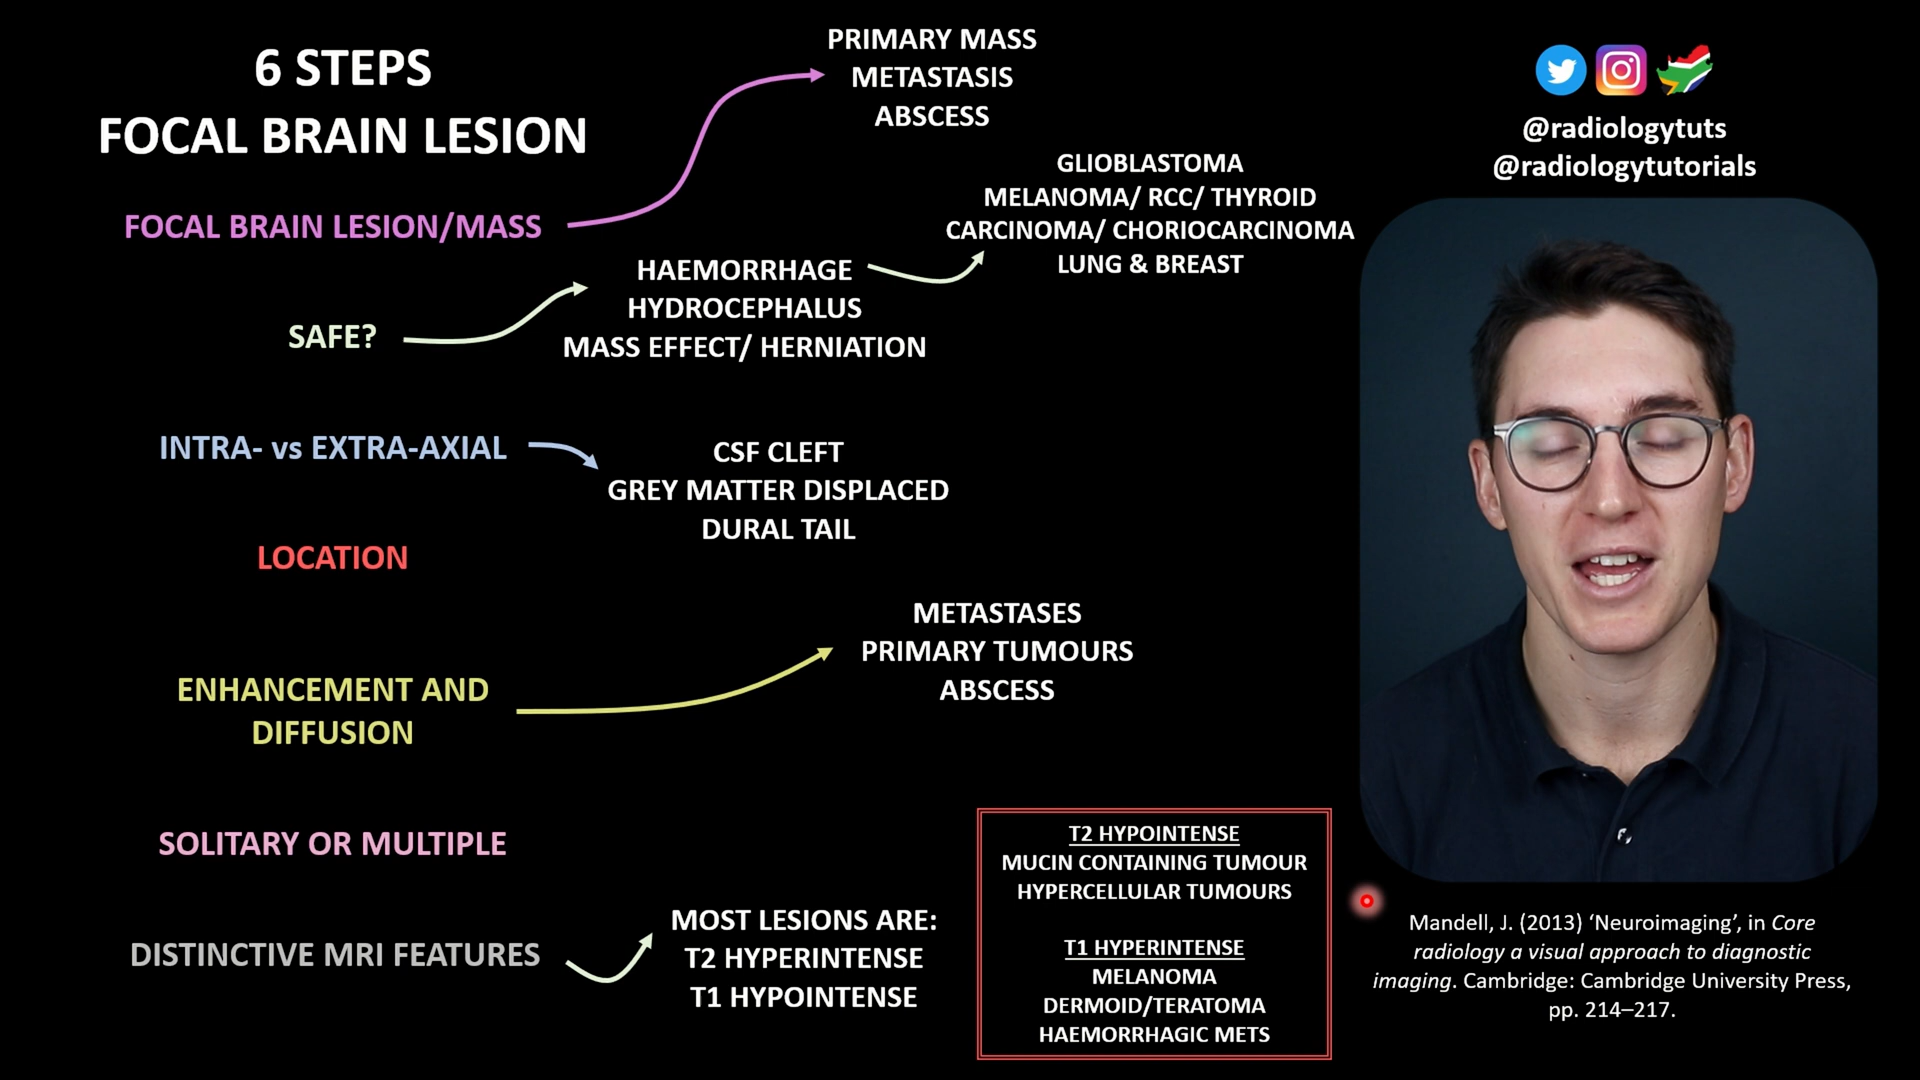 6 STEPS
FOCAL BRAIN LESION
FOCAL BRAIN LESION/MASS
PRIMARY MASS
METASTASIS
ABSCESS
SAFE?
HAEMORRHAGE
HYDROCEPHALUS
MASS EFFECT/ HERNIATION
GLIOBLASTOMA
MELANOMA/ RCC/ THYROID
CARCINOMA/ CHORIOCARCINOMA
LUNG & BREAST
INTRA- vs EXTRA-AXIAL
CSF CLEFT
GREY MATTER DISPLACED
DURAL TAIL
LOCATION
ENHANCEMENT AND
DIFFUSION
METASTASES
PRIMARY TUMOURS
ABSCESS
SOLITARY OR MULTIPLE
DISTINCTIVE MRI FEATURES
MOST LESIONS ARE:
T2 HYPERINTENSE
T1 HYPOINTENSE
T2 HYPOINTENSE
MUCIN CONTAINING TUMOUR
HYPERCELLULAR TUMOURS
T1 HYPERINTENSE
MELANOMA
DERMOID/TERATOMA
HAEMORRHAGIC METS
@radiologytuts
@radiologytutorials
Mandell, J. (2013) ‘Neuroimaging’, in Core
radiology a visual approach to diagnostic
imaging. Cambridge: Cambridge University Press,
pp. 214–217.